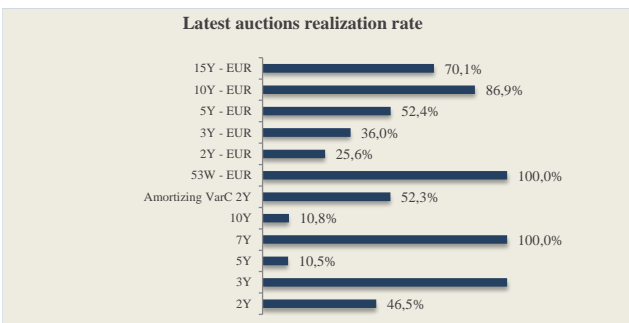 Latest auctions realization rate
15Y - EUR 70,1%
10Y - EUR 86,9%
5Y - EUR 52,4%
3Y - EUR 36,0%
2Y - EUR 25,6%
53W - EUR 100,0%
Amortizing VarC 2Y 52,3%
10Y 10,8%
7Y 100,0%
5Y 10,5%
3Y
2Y 46,5%